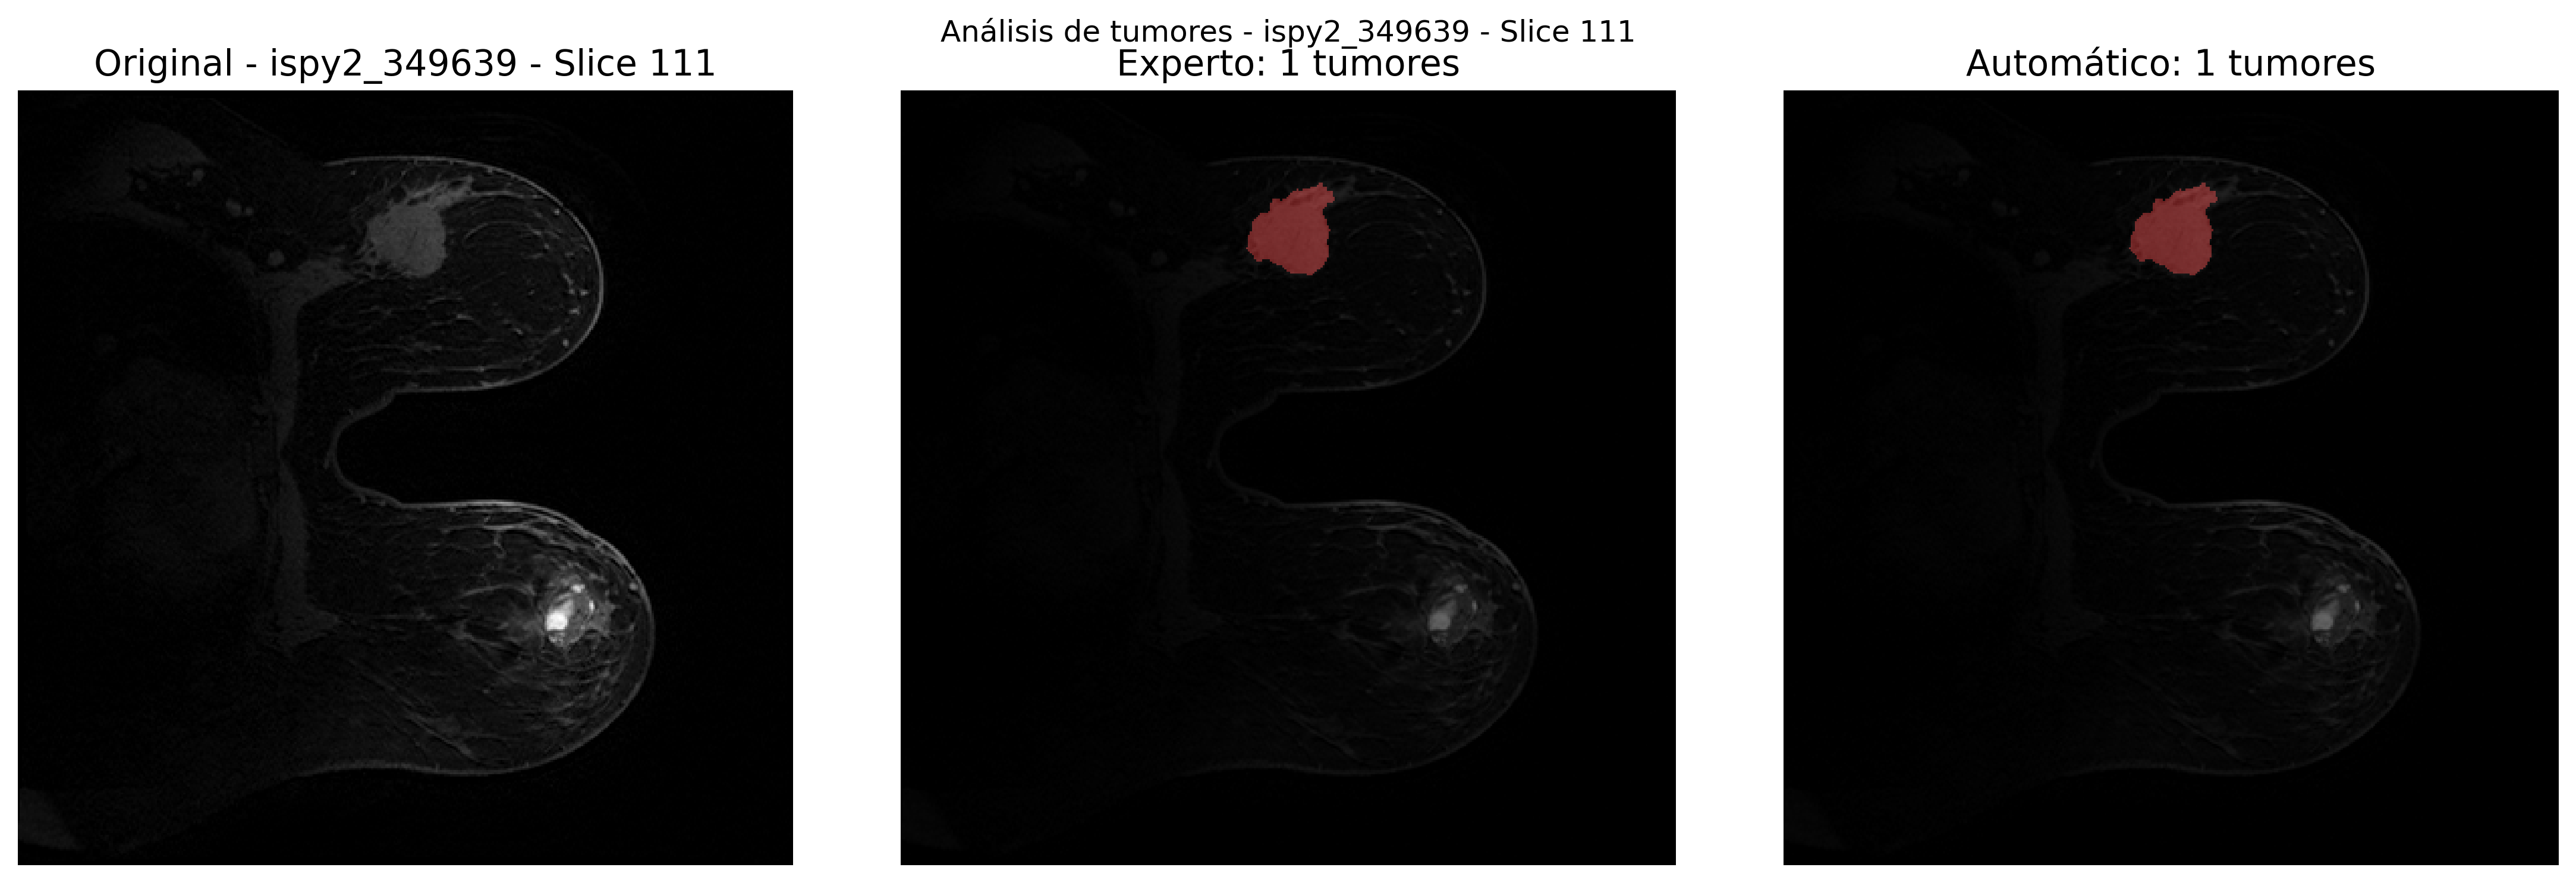 Análisis de tumores - ispy2_349639 - Slice 111
Original - ispy2_349639 - Slice 111
Experto: 1 tumores
Automático: 1 tumores